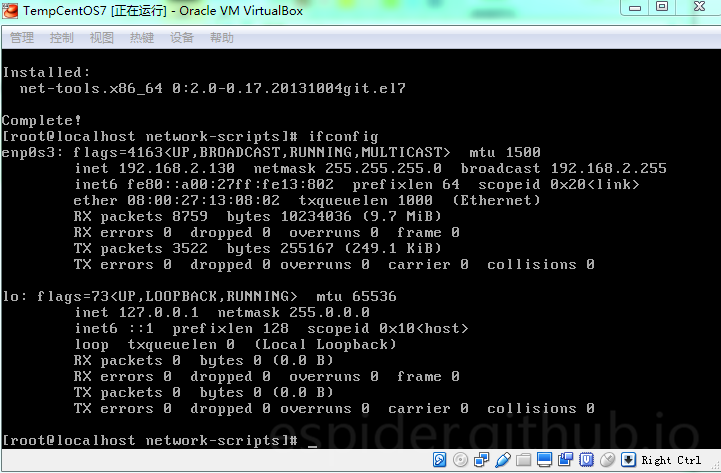 TempCentOS7 [正在运行] - Oracle VM VirtualBox
管理 控制 视图 热键 设备 帮助
Installed:
  net-tools.x86_64 0:2.0-0.17.20131004git.el7
Complete!
[root@localhost network-scripts]# ifconfig
enp0s3: flags=4163<UP,BROADCAST,RUNNING,MULTICAST>  mtu 1500
        inet 192.168.2.130  netmask 255.255.255.0  broadcast 192.168.2.255
        inet6 fe80::a00:27ff:fe13:802  prefixlen 64  scopeid 0x20<link>
        ether 08:00:27:13:08:02  txqueuelen 1000  (Ethernet)
        RX packets 8759  bytes 10234036 (9.7 MiB)
        RX errors 0  dropped 0  overruns 0  frame 0
        TX packets 3522  bytes 255167 (249.1 KiB)
        TX errors 0  dropped 0 overruns 0  carrier 0  collisions 0
lo: flags=73<UP,LOOPBACK,RUNNING>  mtu 65536
        inet 127.0.0.1  netmask 255.0.0.0
        inet6 ::1  prefixlen 128  scopeid 0x10<host>
        loop  txqueuelen 0  (Local Loopback)
        RX packets 0  bytes 0 (0.0 B)
        RX errors 0  dropped 0  overruns 0  frame 0
        TX packets 0  bytes 0 (0.0 B)
        TX errors 0  dropped 0 overruns 0  carrier 0  collisions 0
espider.github.io
[root@localhost network-scripts]# _
Right Ctrl